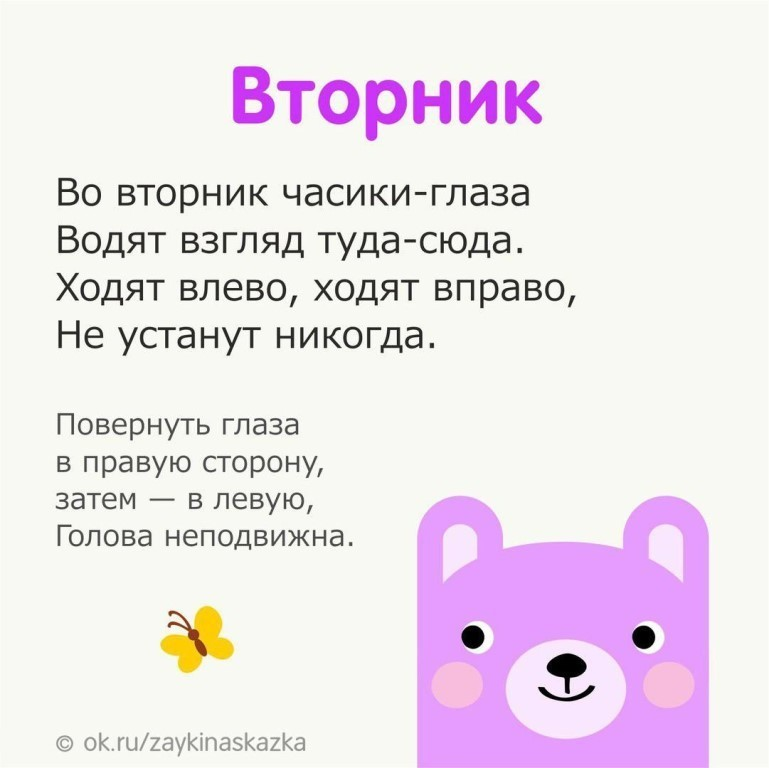 Вторник
Во вторник часики-глаза
Водят взгляд туда-сюда.
Ходят влево, ходят вправо,
Не устанут никогда.
Повернуть глаза
в правую сторону,
затем — в левую,
Голова неподвижна.
© ok.ru/zaykinaskazka